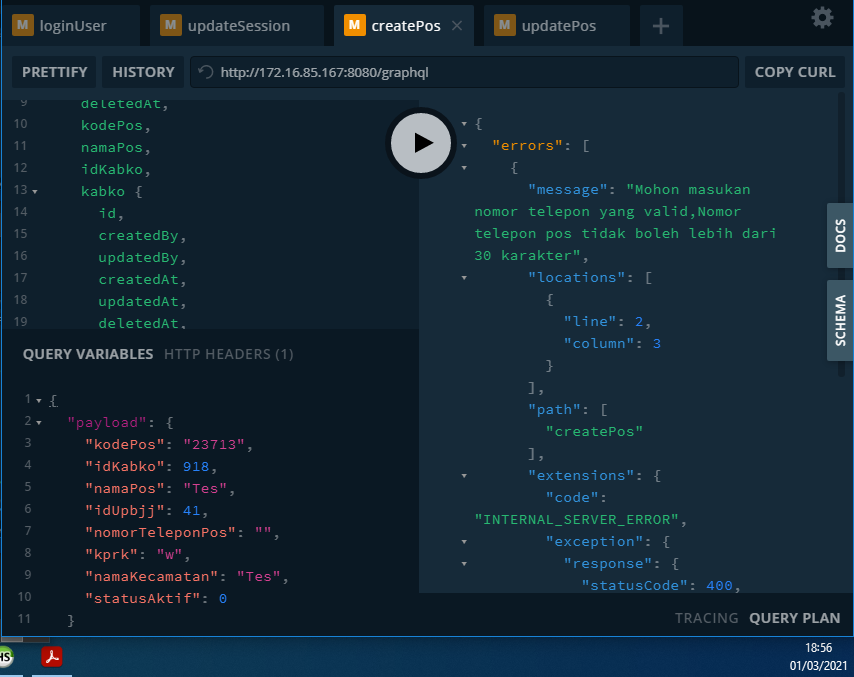 M loginUser
M updateSession
M createPos ×
M updatePos
+
PRETTIFY
HISTORY
http://172.16.85.167:8080/graphql
COPY CURL
9 deletedAt,
10 kodePos,
11 namaPos,
12 idKabko,
13 kabko {
14 id,
15 createdBy,
16 updatedBy,
17 createdAt,
18 updatedAt,
19 deletedAt,
QUERY VARIABLES HTTP HEADERS (1)
1 {
2 "payload": {
3 "kodePos": "23713",
4 "idKabko": 918,
5 "namaPos": "Tes",
6 "idUpbjj": 41,
7 "nomorTeleponPos": "",
8 "kprk": "w",
9 "namaKecamatan": "Tes",
10 "statusAktif": 0
11 }
{
"errors": [
{
"message": "Mohon masukan
nomor telepon yang valid,Nomor
telepon pos tidak boleh lebih dari
30 karakter",
"locations": [
{
"line": 2,
"column": 3
}
],
"path": [
"createPos"
],
"extensions": {
"code":
"INTERNAL_SERVER_ERROR",
"exception": {
"response": {
"statusCode": 400,
DOCS
SCHEMA
TRACING QUERY PLAN
HS
18:56
01/03/2021